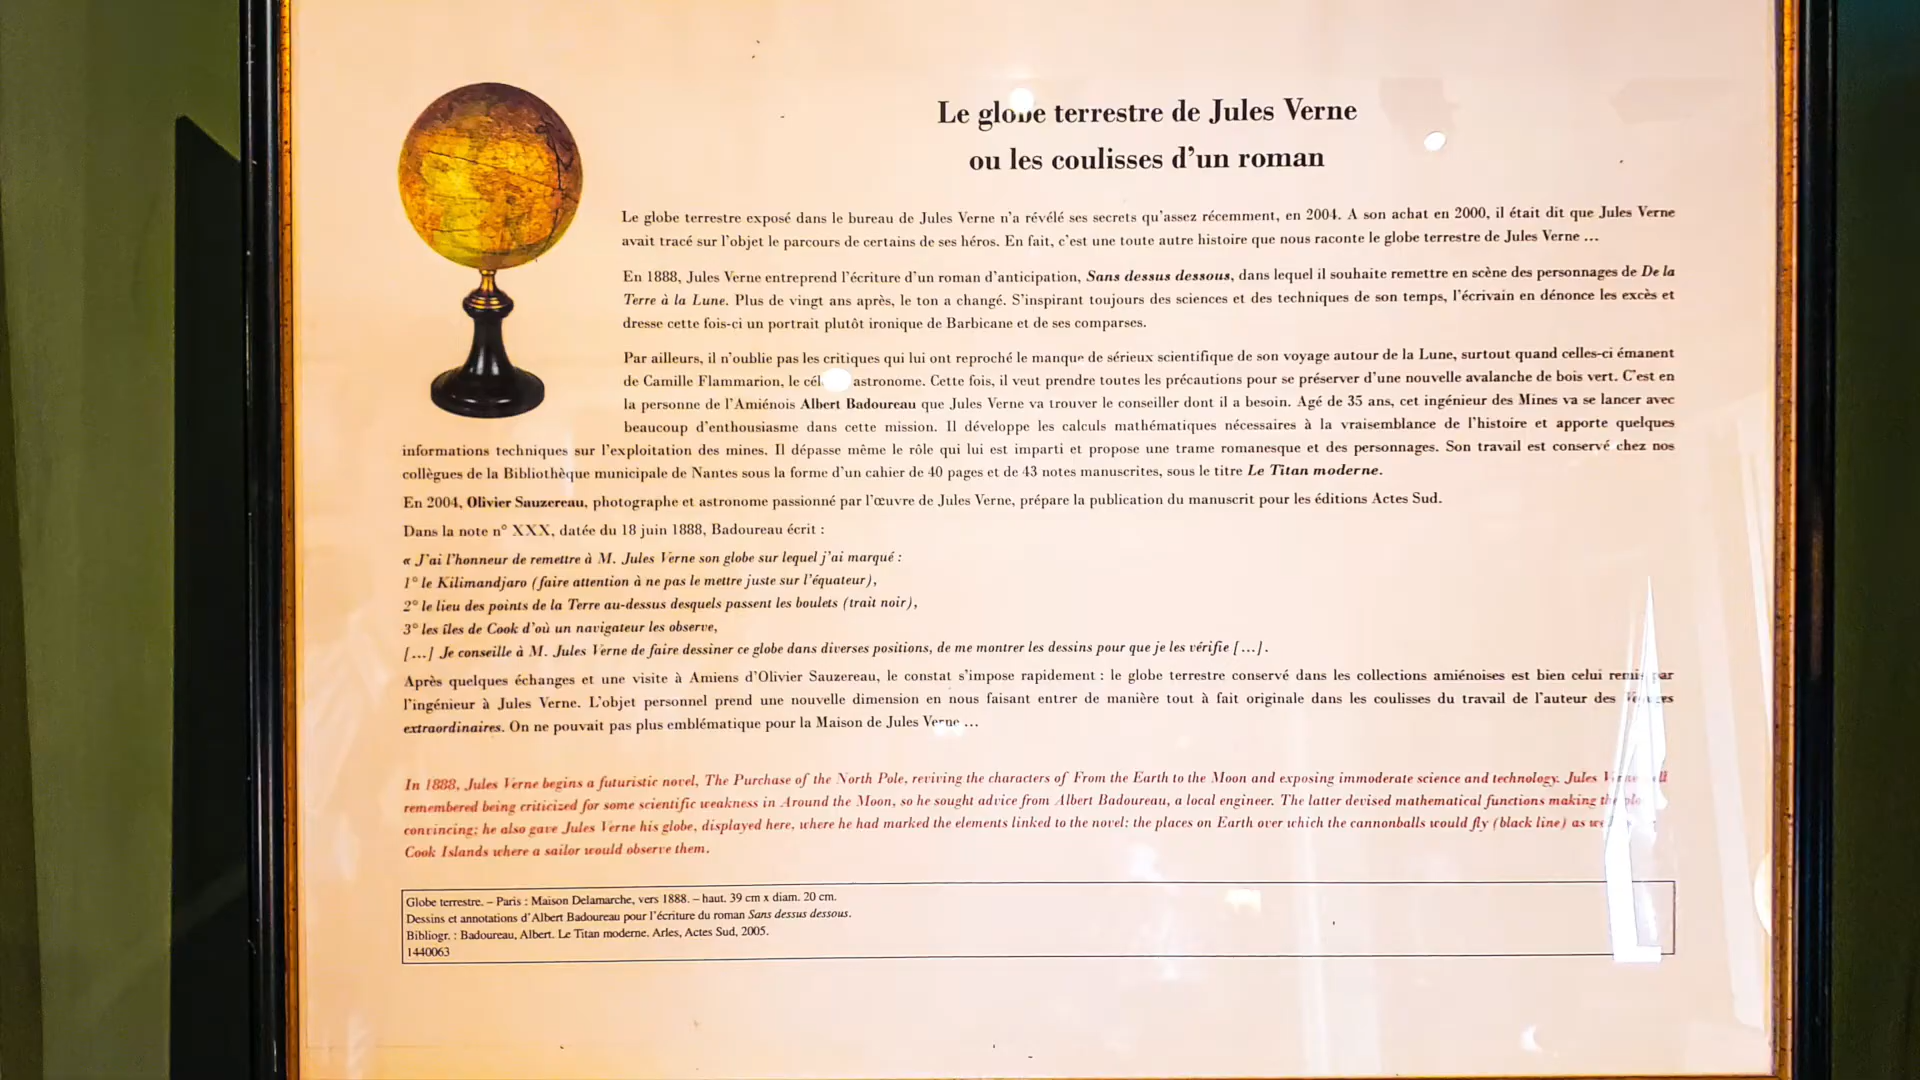 Le globe terrestre de Jules Verne
ou les coulisses d'un roman
Le globe terrestre exposé dans le bureau de Jules Verne n'a révélé ses secrets qu'assez récemment, en 2004. A son achat en 2000, il était dit que Jules Verne
avait tracé sur l'objet le parcours de certains de ses héros. En fait, c'est une toute autre histoire que nous raconte le globe terrestre de Jules Verne ...
En 1888, Jules Verne entreprend l'écriture d'un roman d'anticipation, Sans dessus dessous, dans lequel il souhaite remettre en scène des personnages de De la
Terre à la Lune. Plus de vingt ans après, le ton a changé. S'inspirant toujours des sciences et des techniques de son temps, l'écrivain en dénonce les excès et
dresse cette fois-ci un portrait plutôt ironique de Barbicane et de ses comparses.
Par ailleurs, il n'oublie pas les critiques qui lui ont reproché le manque de sérieux scientifique de son voyage autour de la Lune, surtout quand celles-ci émanent
de Camille Flammarion, le astronome. Cette fois, il veut prendre toutes les précautions pour se préserver d'une nouvelle avalanche de bois vert. C'est en
la personne de l'Amiénois Albert Badoureau que Jules Verne va trouver le conseiller dont il a besoin. Agé de 35 ans, cet ingénieur des Mines va se lancer avec
beaucoup d'enthousiasme dans cette mission. Il développe les calculs mathématiques nécessaires à la vraisemblance de l'histoire et apporte quelques
informations techniques sur l'exploitation des mines. Il dépasse même le rôle qui lui est imparti et propose une trame romanesque et des personnages. Son travail est conservé chez nos
collègues de la Bibliothèque municipale de Nantes sous la forme d'un cahier de 40 pages et de 43 notes manuscrites, sous le titre Le Titan moderne.
En 2004, Olivier Sauzereau, photographe et astronome passionné par l'œuvre de Jules Verne, prépare la publication du manuscrit pour les éditions Actes Sud.
Dans la note n° XXX, datée du 18 juin 1888, Badoureau écrit :
« J'ai l'honneur de remettre à M. Jules Verne son globe sur lequel j'ai marqué :
1° le Kilimandjaro (faire attention à ne pas le mettre juste sur l'équateur),
2° le lieu des points de la Terre au-dessus desquels passent les boulets (trait noir),
3° les îles de Cook d'où un navigateur les observe,
[...] Je conseille à M. Jules Verne de faire dessiner ce globe dans diverses positions, de me montrer les dessins pour que je les vérifie [...].
Après quelques échanges et une visite à Amiens d'Olivier Sauzereau, le constat s'impose rapidement : le globe terrestre conservé dans les collections amiénoises est bien celui remis par
l'ingénieur à Jules Verne. L'objet personnel prend une nouvelle dimension en nous faisant entrer de manière tout à fait originale dans les coulisses du travail de l'auteur des
extraordinaires. On ne pouvait pas plus emblématique pour la Maison de Jules Verne ...
In 1888, Jules Verne begins a futuristic novel, The Purchase of the North Pole, reviving the characters of From the Earth to the Moon and exposing immoderate science and technology. Jules
remembered being criticized for some scientific weakness in Around the Moon, so he sought advice from Albert Badoureau, a local engineer. The latter devised mathematical functions making the
convincing; he also gave Jules Verne his globe, displayed here, where he had marked the elements linked to the novel: the places on Earth over which the cannonballs would fly (black line) as
Cook Islands where a sailor would observe them.
Globe terrestre. – Paris : Maison Delamarche, vers 1888. – haut. 39 cm x diam. 20 cm.
Dessins et annotations d'Albert Badoureau pour l'écriture du roman Sans dessus dessous.
Bibliogr. : Badoureau, Albert. Le Titan moderne. Arles, Actes Sud, 2005.
1440063